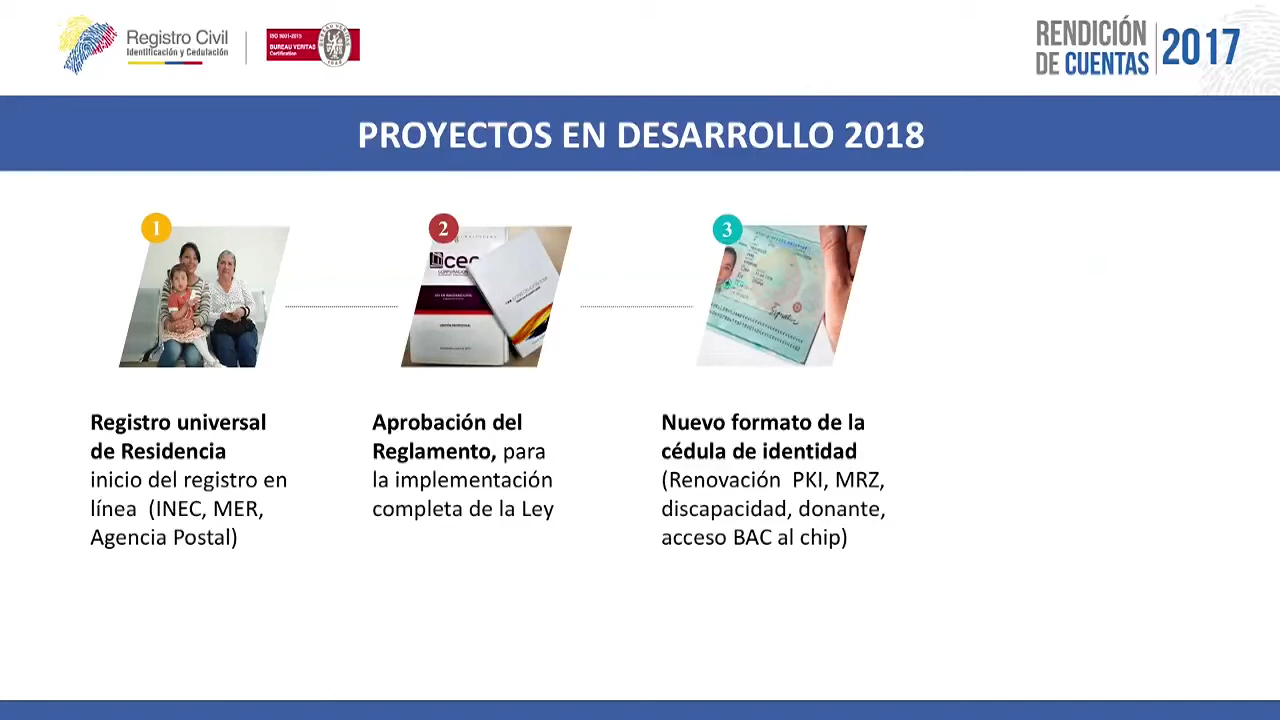 Registro Civil
Identificación y Cedulación
ISO 9001:2015
BUREAU VERITAS
Certification
RENDICIÓN
DE CUENTAS
2017
PROYECTOS EN DESARROLLO 2018
1
2
3
Registro universal
de Residencia
inicio del registro en
línea (INEC, MER,
Agencia Postal)
Aprobación del
Reglamento, para
la implementación
completa de la Ley
Nuevo formato de la
cédula de identidad
(Renovación PKI, MRZ,
discapacidad, donante,
acceso BAC al chip)